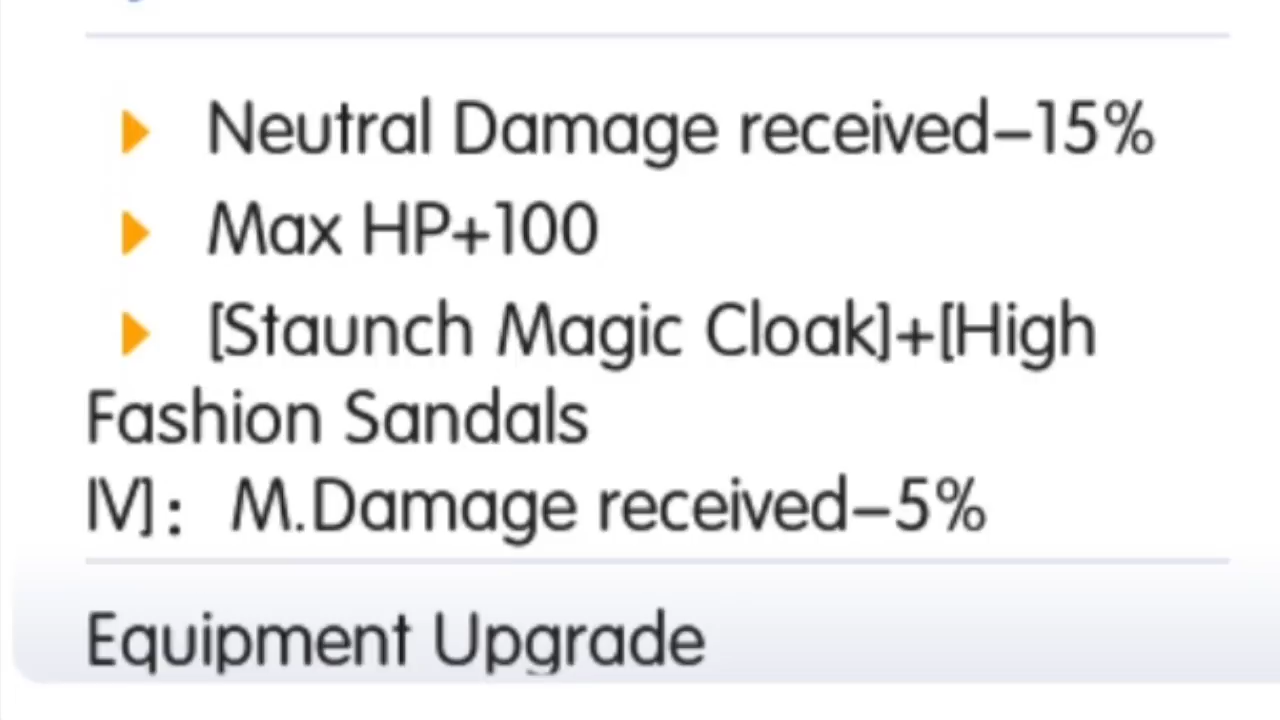 Neutral Damage received–15%
Max HP+100
[Staunch Magic Cloak]+[High
Fashion Sandals
IV]： M.Damage received–5%
Equipment Upgrade